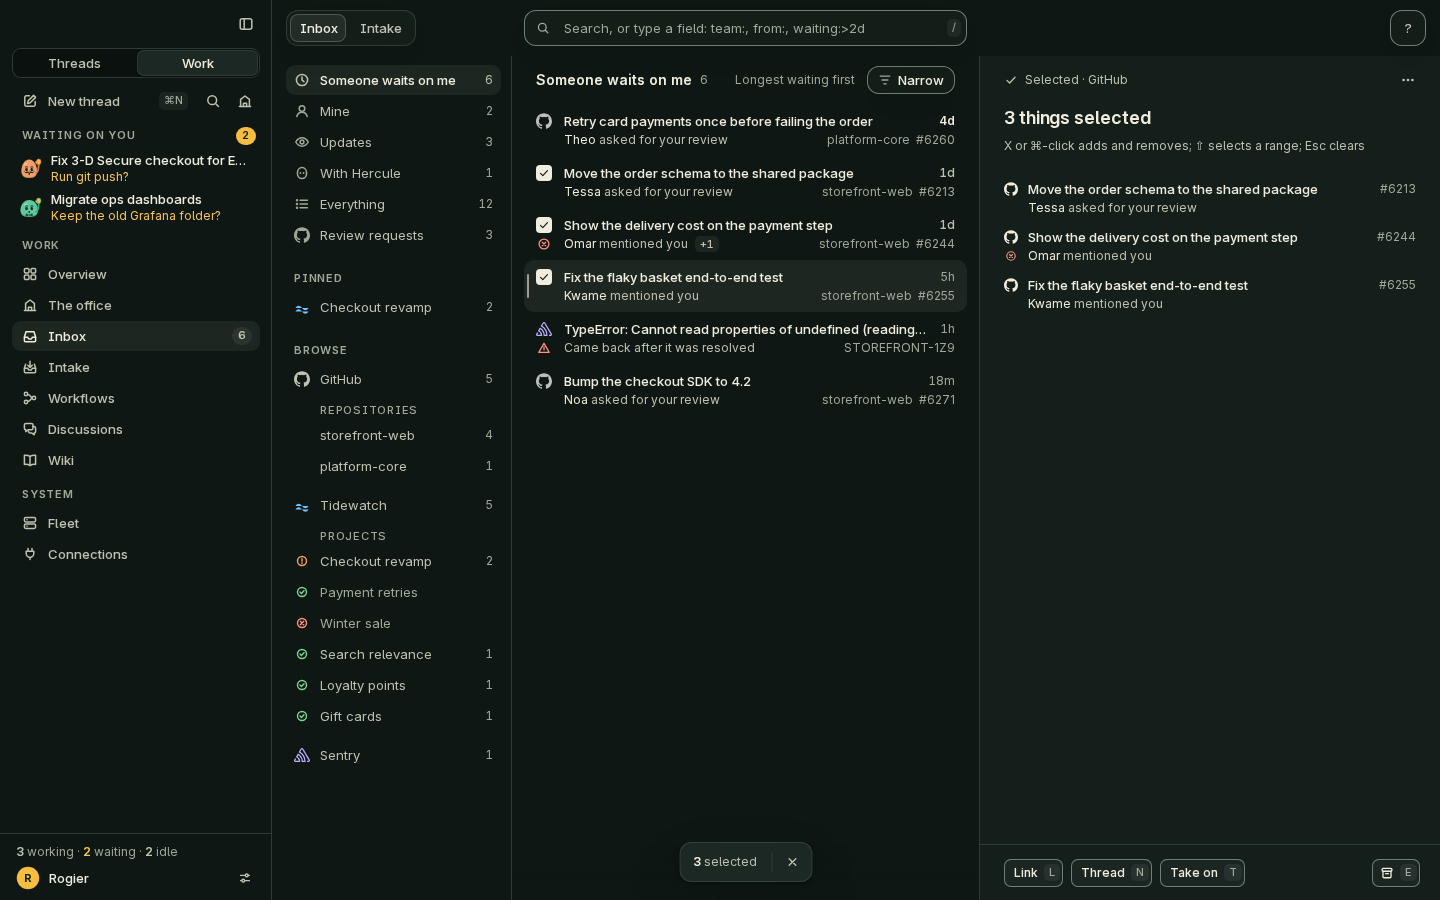 Threads
Work
New thread
⌘N
WAITING ON YOU
2
Fix 3-D Secure checkout for E…
Run git push?
Migrate ops dashboards
Keep the old Grafana folder?
WORK
Overview
The office
Inbox
6
Intake
Workflows
Discussions
Wiki
SYSTEM
Fleet
Connections
3 working · 2 waiting · 2 idle
R
Rogier
Inbox
Intake
Someone waits on me 6
Mine 2
Updates 3
With Hercule 1
Everything 12
Review requests 3
PINNED
Checkout revamp 2
BROWSE
GitHub 5
REPOSITORIES
storefront-web 4
platform-core 1
Tidewatch 5
PROJECTS
Checkout revamp 2
Payment retries
Winter sale
Search relevance 1
Loyalty points 1
Gift cards 1
Sentry 1
Search, or type a field: team:, from:, waiting:>2d
/
?
Someone waits on me 6
Longest waiting first
Narrow
Retry card payments once before failing the order 4d
Theo asked for your review platform-core #6260
Move the order schema to the shared package 1d
Tessa asked for your review storefront-web #6213
Show the delivery cost on the payment step 1d
Omar mentioned you +1 storefront-web #6244
Fix the flaky basket end-to-end test 5h
Kwame mentioned you storefront-web #6255
TypeError: Cannot read properties of undefined (reading… 1h
Came back after it was resolved STOREFRONT-1Z9
Bump the checkout SDK to 4.2 18m
Noa asked for your review storefront-web #6271
3 selected
Selected · GitHub
3 things selected
X or ⌘-click adds and removes; ⇧ selects a range; Esc clears
Move the order schema to the shared package #6213
Tessa asked for your review
Show the delivery cost on the payment step #6244
Omar mentioned you
Fix the flaky basket end-to-end test #6255
Kwame mentioned you
Link L
Thread N
Take on T
E